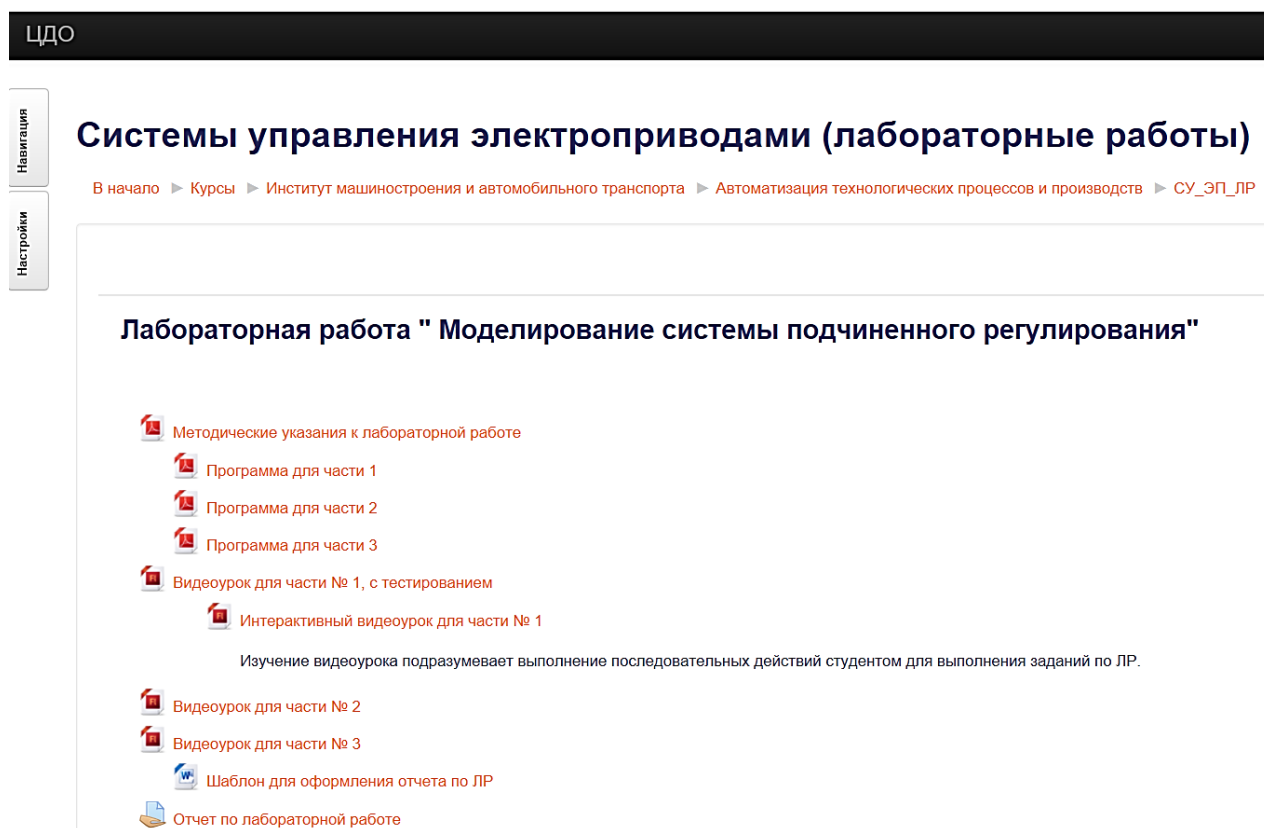 ЦДО
Навигация
Настройки
Системы управления электроприводами (лабораторные работы)
В начало ► Курсы ► Институт машиностроения и автомобильного транспорта ► Автоматизация технологических процессов и производств ► СУ_ЭП_ЛР
Лабораторная работа " Моделирование системы подчиненного регулирования"
Методические указания к лабораторной работе
Программа для части 1
Программа для части 2
Программа для части 3
Видеоурок для части № 1, с тестированием
Интерактивный видеоурок для части № 1
Изучение видеоурока подразумевает выполнение последовательных действий студентом для выполнения заданий по ЛР.
Видеоурок для части № 2
Видеоурок для части № 3
Шаблон для оформления отчета по ЛР
Отчет по лабораторной работе